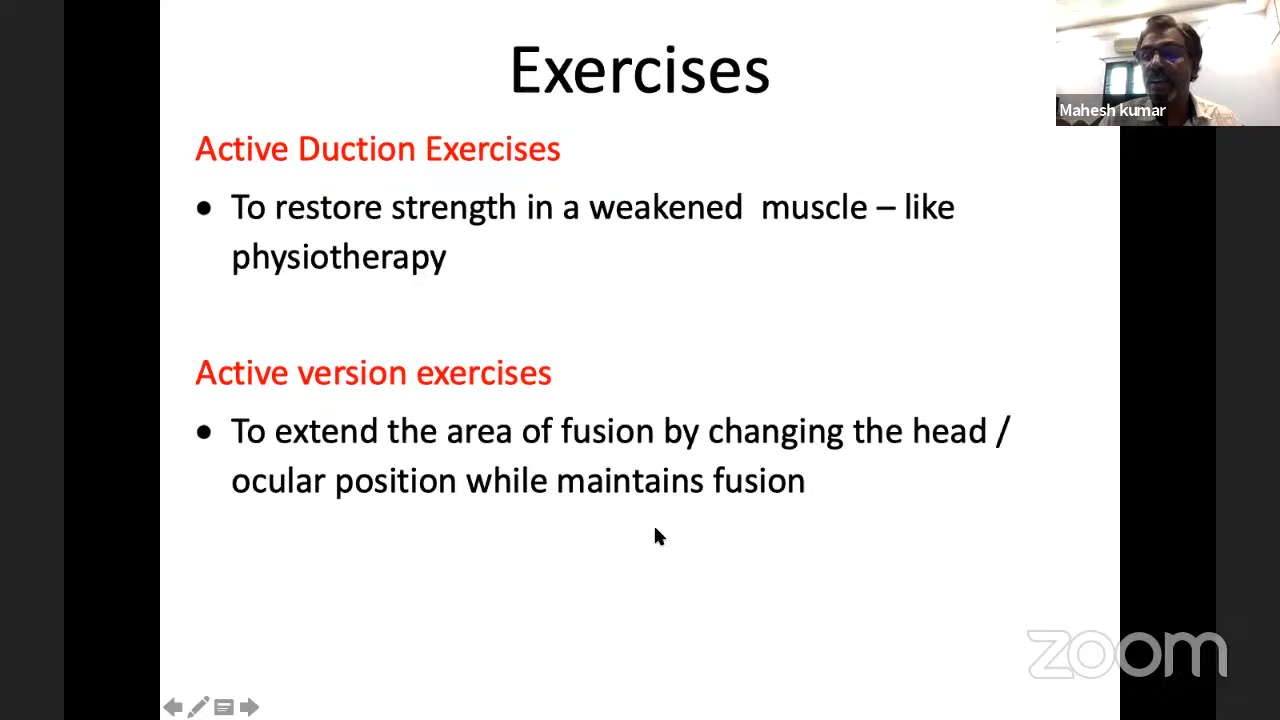 Exercises
Mahesh kumar
Active Duction Exercises
• To restore strength in a weakened  muscle – like
physiotherapy
Active version exercises
• To extend the area of fusion by changing the head /
ocular position while maintains fusion
zoom